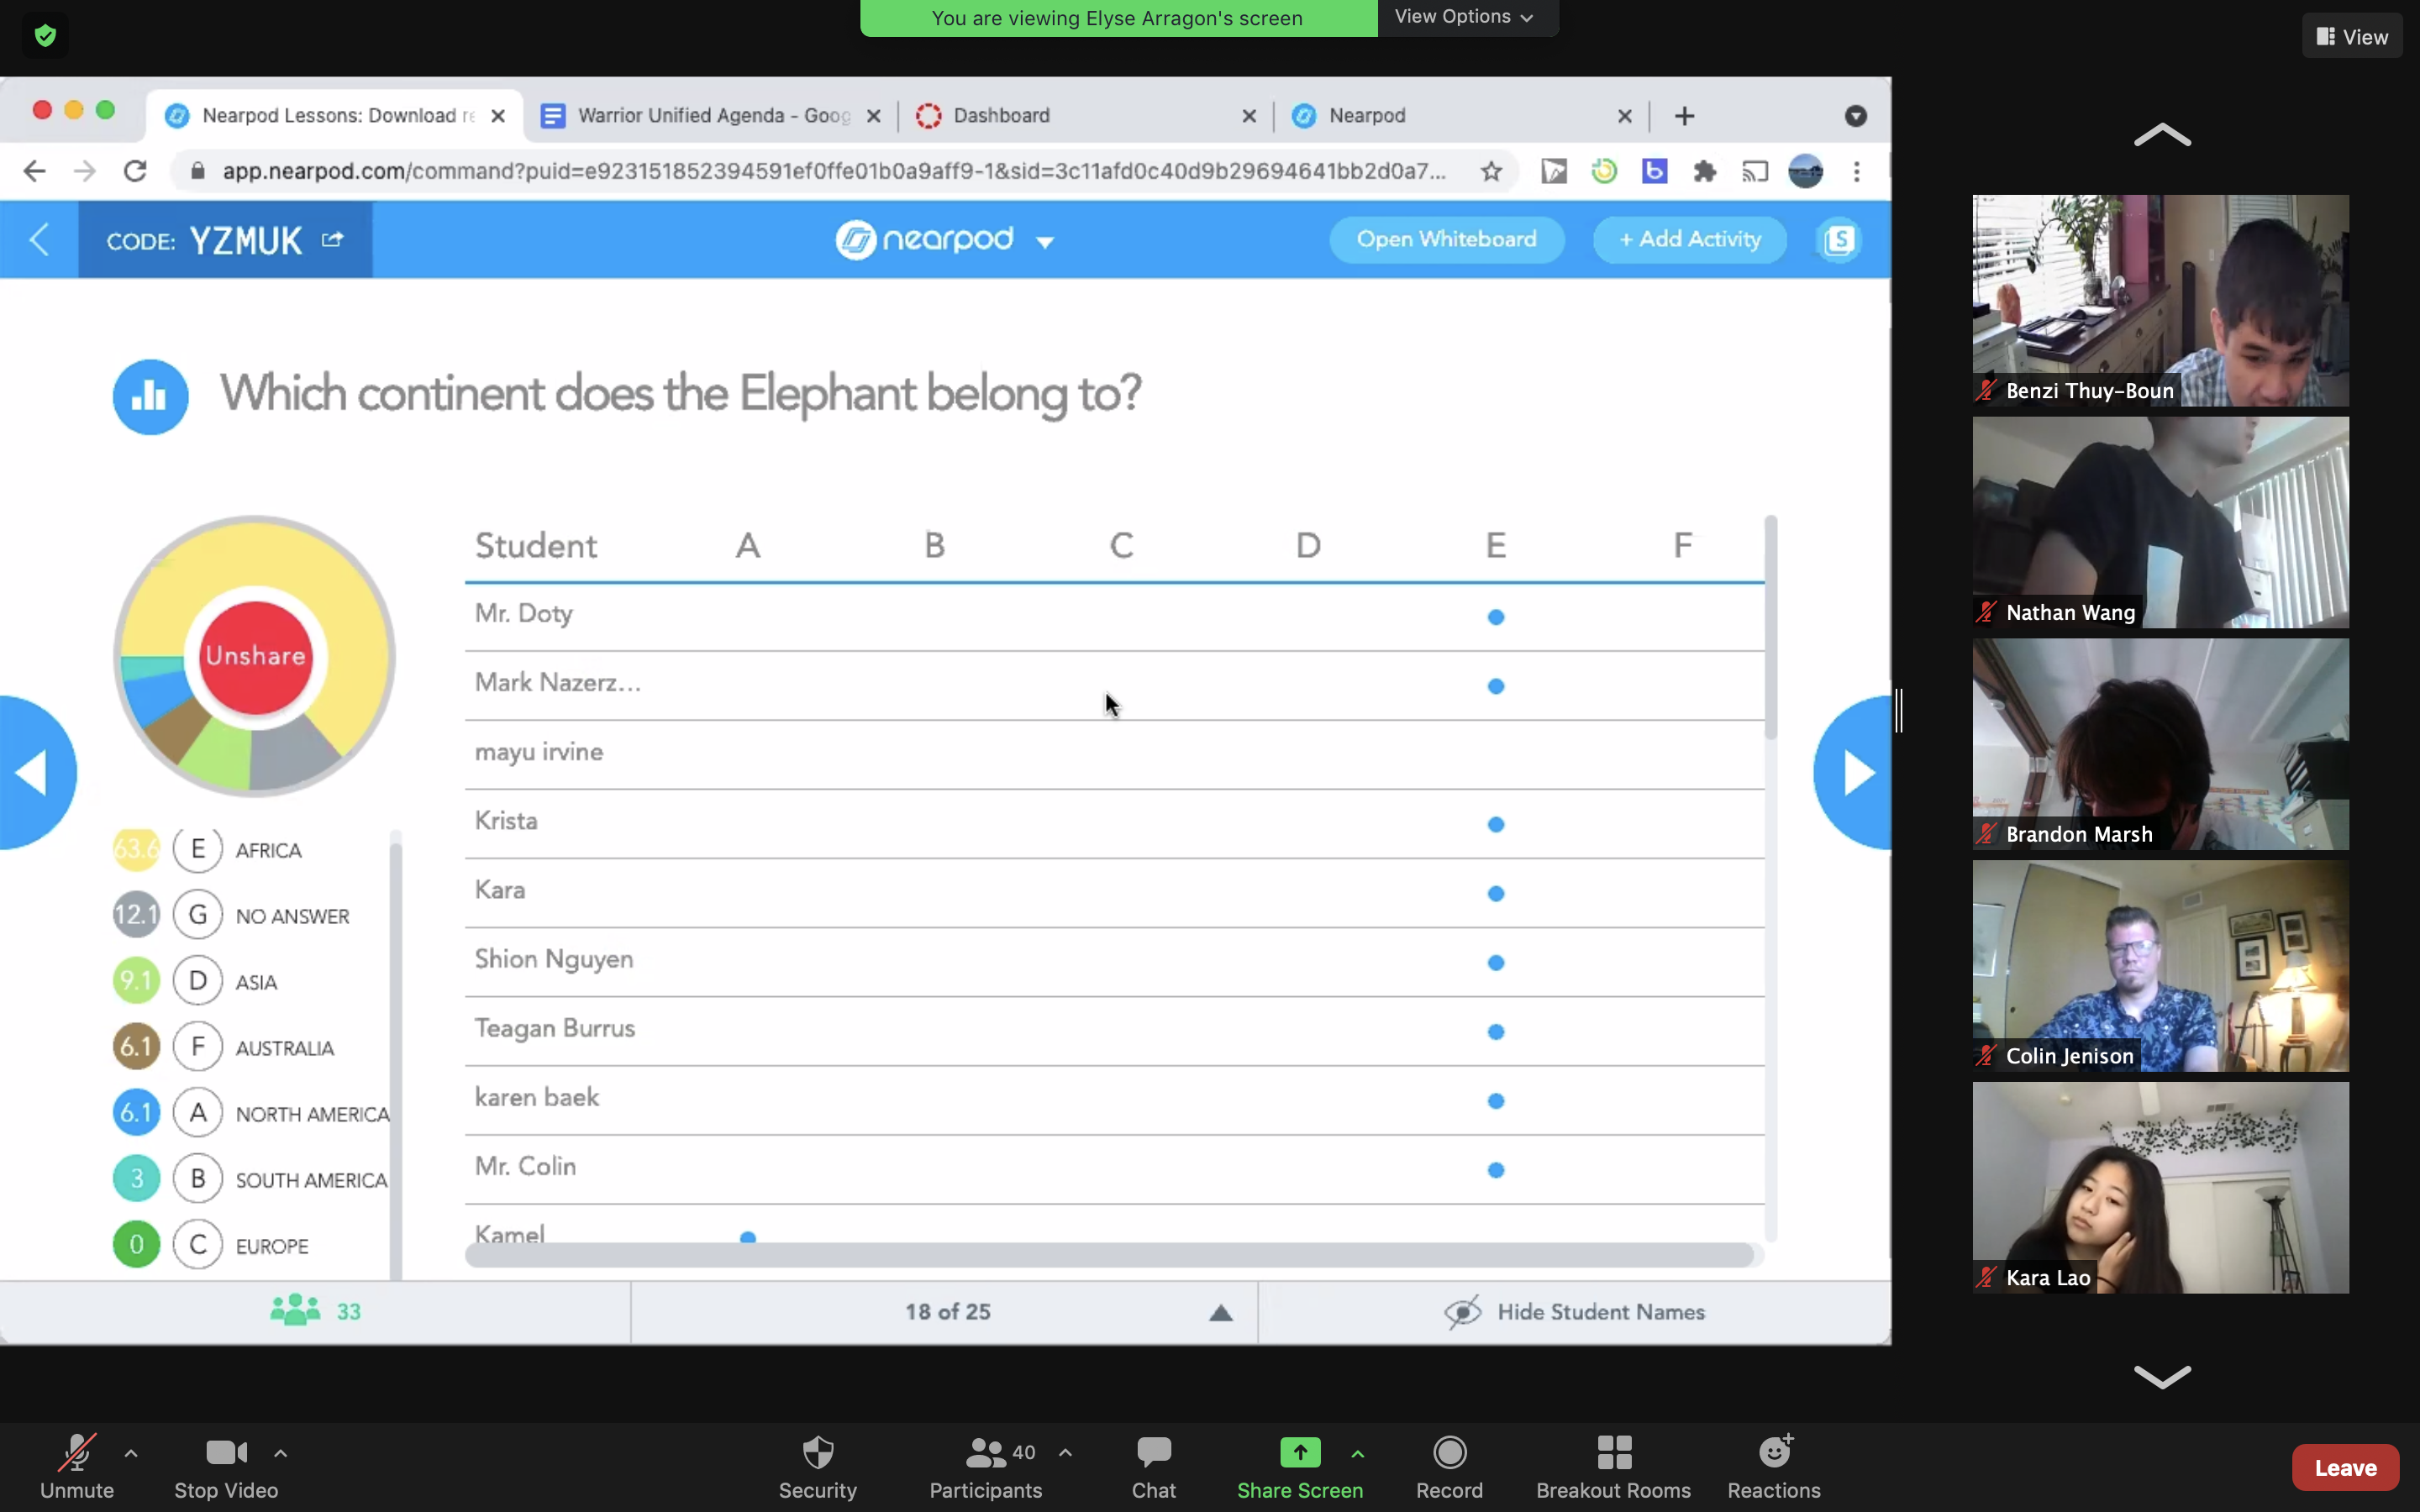 You are viewing Elyse Arragon's screen
View Options
View
Nearpod Lessons: Download re
Warrior Unified Agenda - Goog
Dashboard
Nearpod
app.nearpod.com/command?puid=e923151852394591ef0ffe01b0a9aff9-1&sid=3c11afd0c40d9b29694641bb2d0a7...
CODE: YZMUK
nearpod
Open Whiteboard
+ Add Activity
S
Which continent does the Elephant belong to?
Unshare
63.6 E AFRICA
12.1 G NO ANSWER
9.1 D ASIA
6.1 F AUSTRALIA
6.1 A NORTH AMERICA
3 B SOUTH AMERICA
0 C EUROPE
Student A B C D E F
Mr. Doty
Mark Nazerz...
mayu irvine
Krista
Kara
Shion Nguyen
Teagan Burrus
karen baek
Mr. Colin
Kamel
33
18 of 25
Hide Student Names
Benzi Thuy-Boun
Nathan Wang
Brandon Marsh
Colin Jenison
Kara Lao
Unmute
Stop Video
Security
40
Participants
Chat
Share Screen
Record
Breakout Rooms
Reactions
Leave